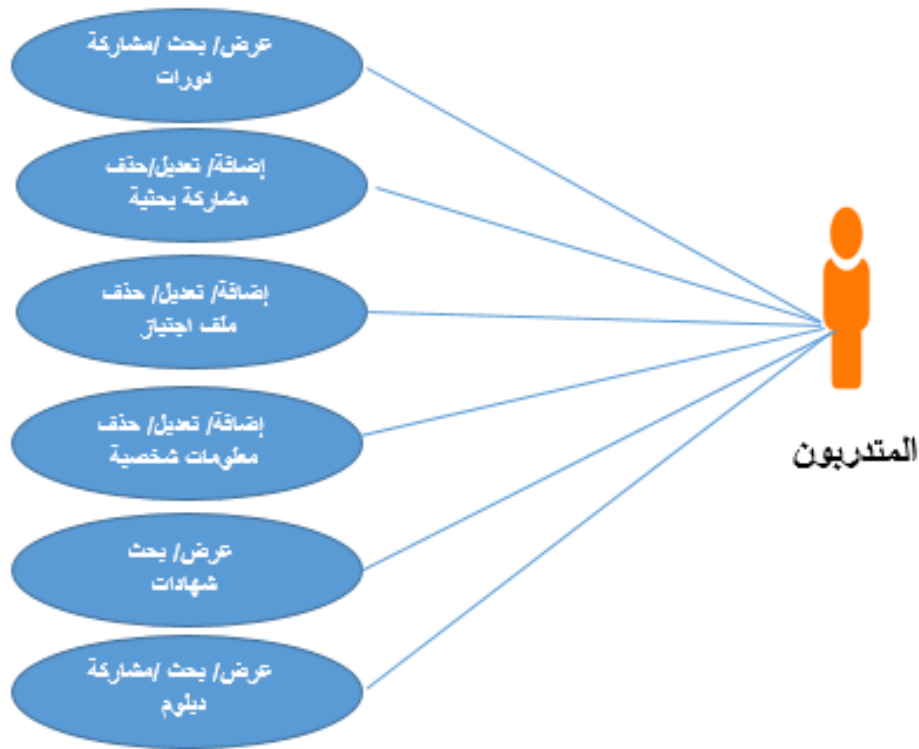 عرض/ بحث /مشاركة
دورات
إضافة/ تعديل/حذف
مشاركة بحثية
إضافة/ تعديل/ حذف
ملف اجتياز
إضافة/ تعديل/ حذف
معلومات شخصية
عرض/ بحث
شهادات
عرض/ بحث /مشاركة
ديلوم
المتدربون